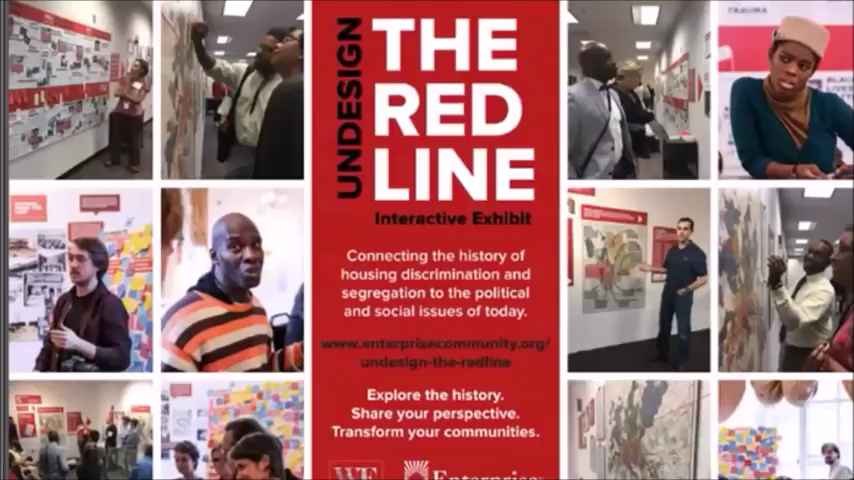 UNDESIGN
THE
RED
LINE
Interactive Exhibit
Connecting the history of
housing discrimination and
segregation to the political
and social issues of today.
www.enterprisecommunity.org/
undesign-the-redline
Explore the history.
Share your perspective.
Transform your communities.
WE
Enterprise
TRAUMA